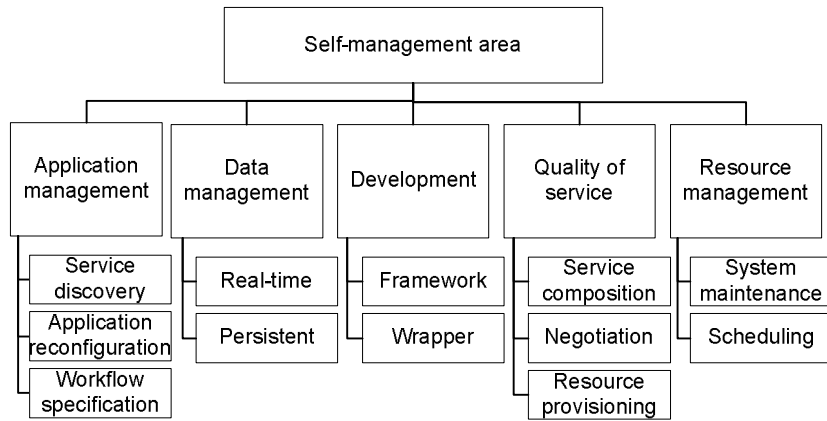 Self-management area
Application
management
Data
management
Development
Quality of
service
Resource
management
Service
discovery
Application
reconfiguration
Workflow
specification
Real-time
Persistent
Framework
Wrapper
Service
composition
Negotiation
Resource
provisioning
System
maintenance
Scheduling